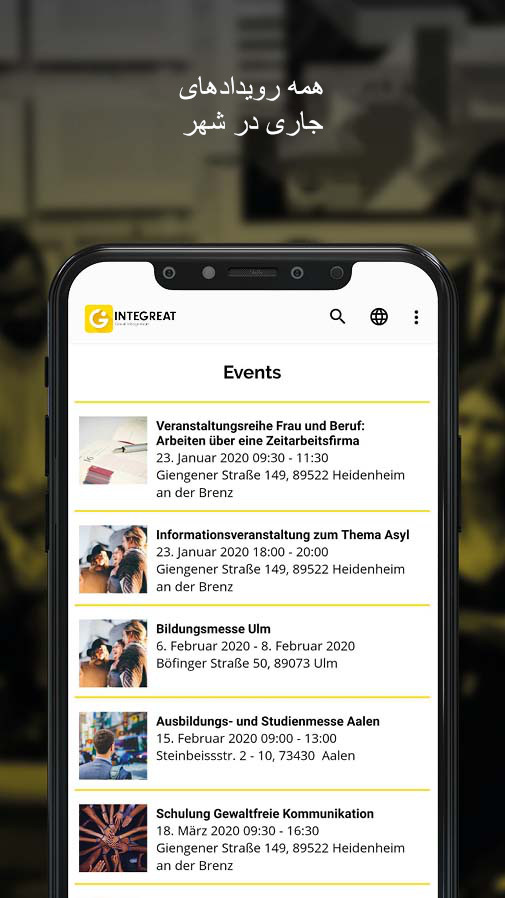 همه رویدادهای
جاری در شهر
INTEGREAT
Events
Veranstaltungsreihe Frau und Beruf:
Arbeiten über eine Zeitarbeitsfirma
23. Januar 2020 09:30 - 11:30
Giengener Straße 149, 89522 Heidenheim
an der Brenz
Informationsveranstaltung zum Thema Asyl
23. Januar 2020 18:00 - 20:00
Giengener Straße 149, 89522 Heidenheim
an der Brenz
Bildungsmesse Ulm
6. Februar 2020 - 8. Februar 2020
Böfinger Straße 50, 89073 Ulm
Ausbildungs- und Studienmesse Aalen
15. Februar 2020 09:00 - 13:00
Steinbeissstr. 2 - 10, 73430  Aalen
Schulung Gewaltfreie Kommunikation
18. März 2020 09:30 - 16:30
Giengener Straße 149, 89522 Heidenheim
an der Brenz